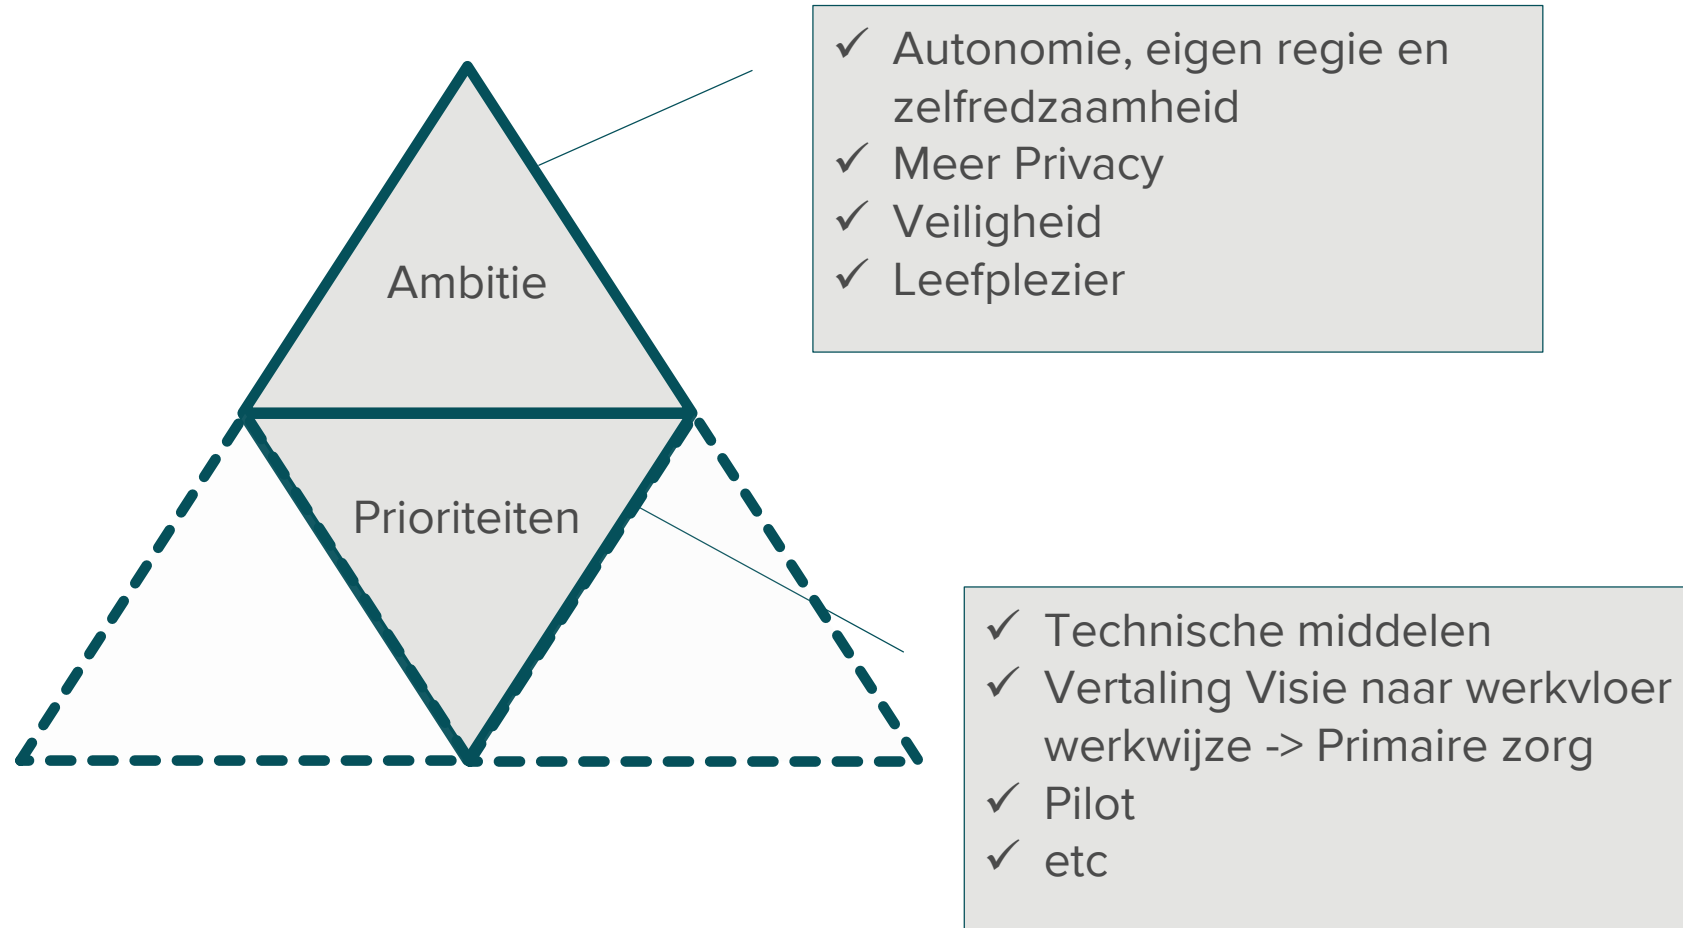 ✓ Autonomie, eigen regie en
zelfredzaamheid
✓ Meer Privacy
✓ Veiligheid
✓ Leefplezier
Ambitie
Prioriteiten
✓ Technische middelen
✓ Vertaling Visie naar werkvloer
werkwijze -> Primaire zorg
✓ Pilot
✓ etc